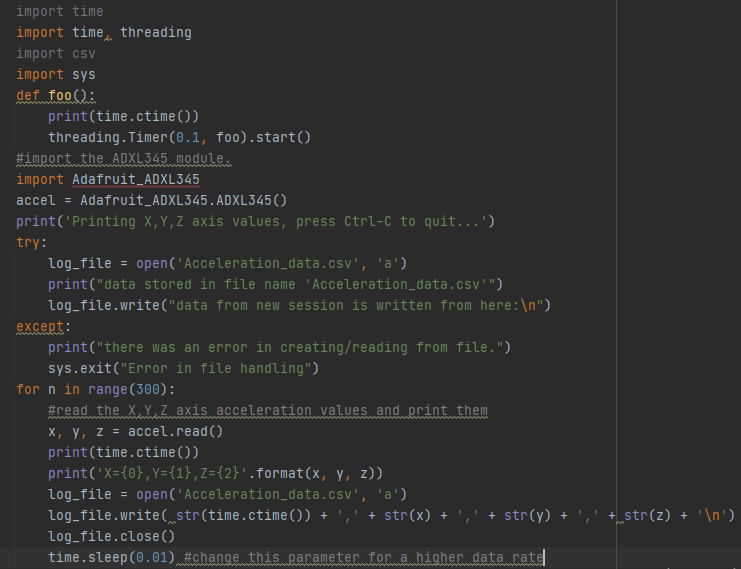 import time
import time, threading
import csv
import sys
def foo():
    print(time.ctime())
    threading.Timer(0.1, foo).start()
#import the ADXL345 module.
import Adafruit_ADXL345
accel = Adafruit_ADXL345.ADXL345()
print('Printing X,Y,Z axis values, press Ctrl-C to quit...')
try:
    log_file = open('Acceleration_data.csv', 'a')
    print("data stored in file name 'Acceleration_data.csv'")
    log_file.write("data from new session is written from here:\n")
except:
    print("there was an error in creating/reading from file.")
    sys.exit("Error in file handling")
for n in range(300):
    #read the X,Y,Z axis acceleration values and print them
    x, y, z = accel.read()
    print(time.ctime())
    print('X={0},Y={1},Z={2}'.format(x, y, z))
    log_file = open('Acceleration_data.csv', 'a')
    log_file.write( str(time.ctime()) + ',' + str(x) + ',' + str(y) + ',' + str(z) + '\n')
    log_file.close()
    time.sleep(0.01) #change this parameter for a higher data rate